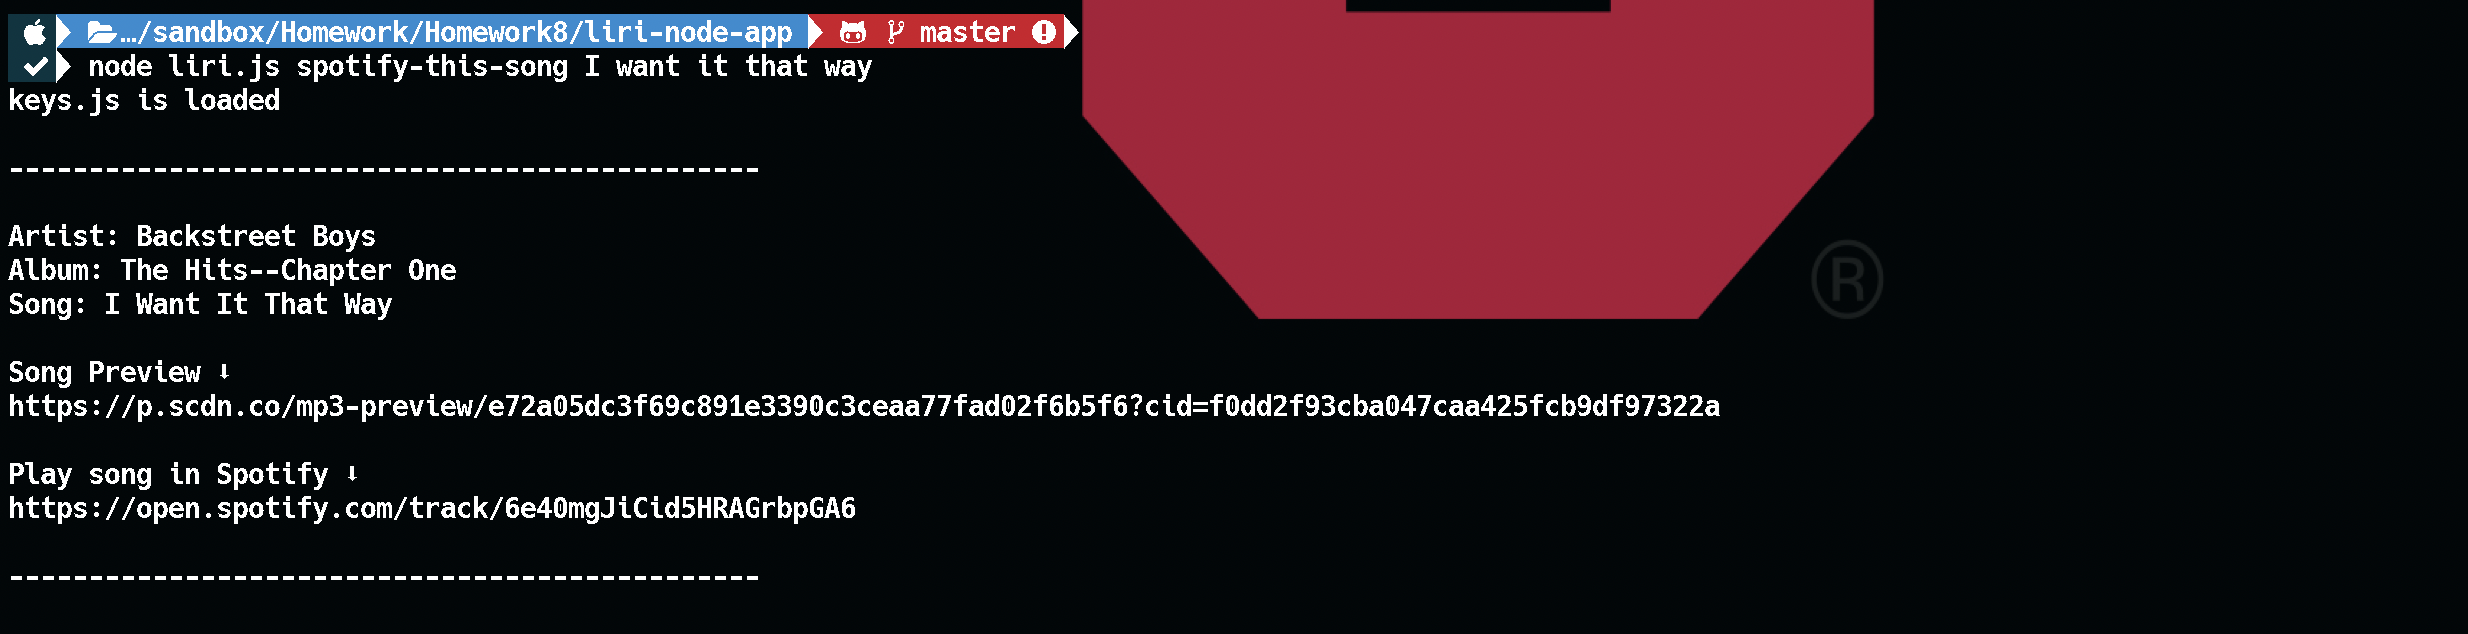 …/sandbox/Homework/Homework8/liri-node-app master
node liri.js spotify-this-song I want it that way
keys.js is loaded
-----------------------------------------------
Artist: Backstreet Boys
Album: The Hits--Chapter One
Song: I Want It That Way
Song Preview ⬇
https://p.scdn.co/mp3-preview/e72a05dc3f69c891e3390c3ceaa77fad02f6b5f6?cid=f0dd2f93cba047caa425fcb9df97322a
Play song in Spotify ⬇
https://open.spotify.com/track/6e40mgJiCid5HRAGrbpGA6
-----------------------------------------------
®